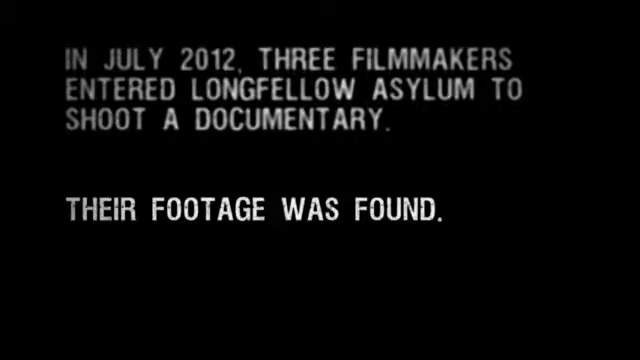 IN JULY 2012, THREE FILMMAKERS
ENTERED LONGFELLOW ASYLUM TO
SHOOT A DOCUMENTARY.
THEIR FOOTAGE WAS FOUND.